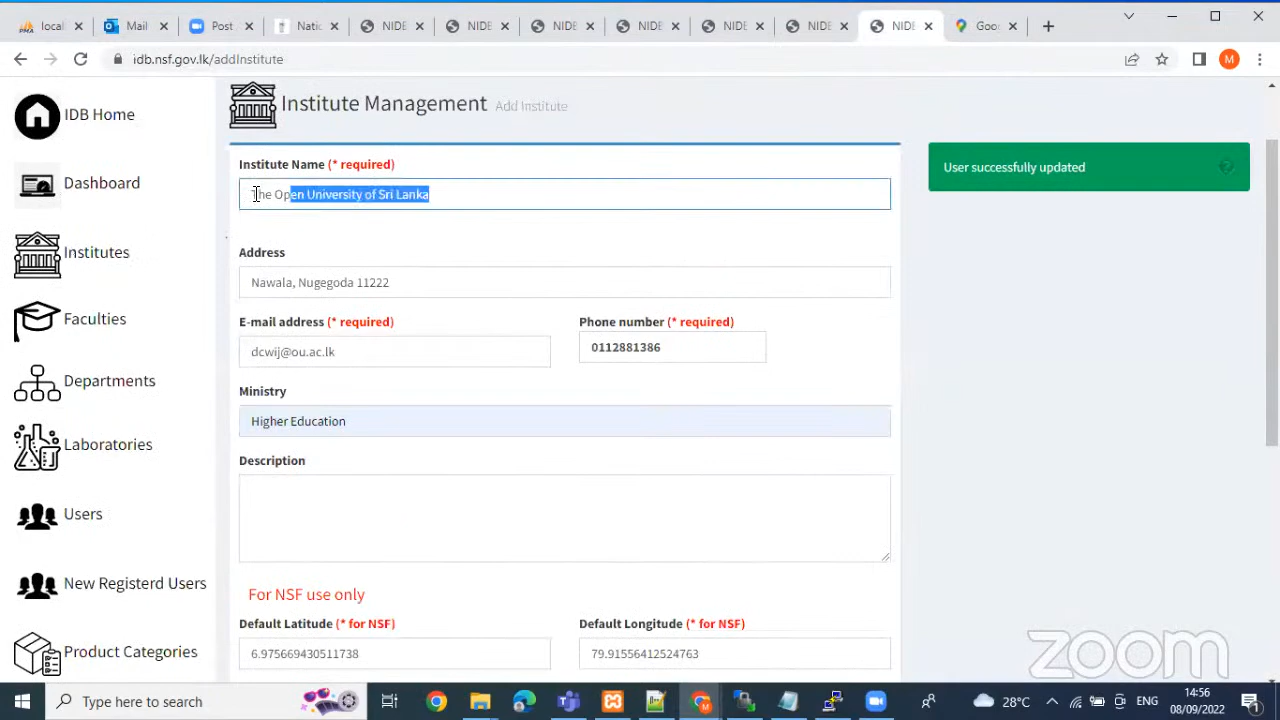 local
Mail
Post
Natic
NIDE
NIDE
NIDE
NIDE
NIDE
NIDE
NIDE
Goo
idb.nsf.gov.lk/addInstitute
M
IDB Home
Dashboard
Institutes
Faculties
Departments
Laboratories
Users
New Registerd Users
Product Categories
Institute Management Add Institute
Institute Name (* required)
The Open University of Sri Lanka
Address
Nawala, Nugegoda 11222
E-mail address (* required) Phone number (* required)
dcwij@ou.ac.lk 0112881386
Ministry
Higher Education
Description
For NSF use only
Default Latitude (* for NSF) Default Longitude (* for NSF)
6.975669430511738 79.91556412524763
User successfully updated
zoom
Type here to search
28°C
ENG
14:56
08/09/2022